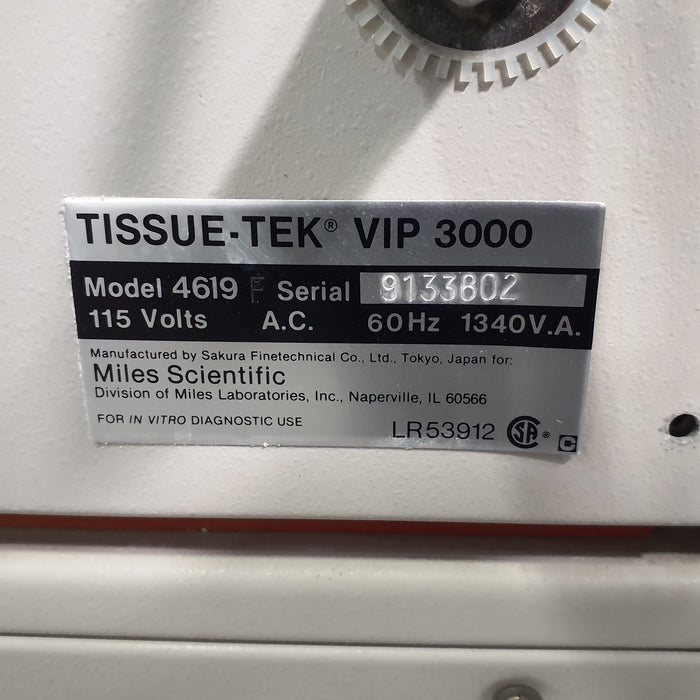 TISSUE-TEK® VIP 3000
Model 4619 F Serial 9133802
115 Volts A.C. 60Hz 1340V.A.
Manufactured by Sakura Finetechnical Co., Ltd., Tokyo, Japan for:
Miles Scientific
Division of Miles Laboratories, Inc., Naperville, IL 60566
FOR IN VITRO DIAGNOSTIC USE LR53912 SA® C